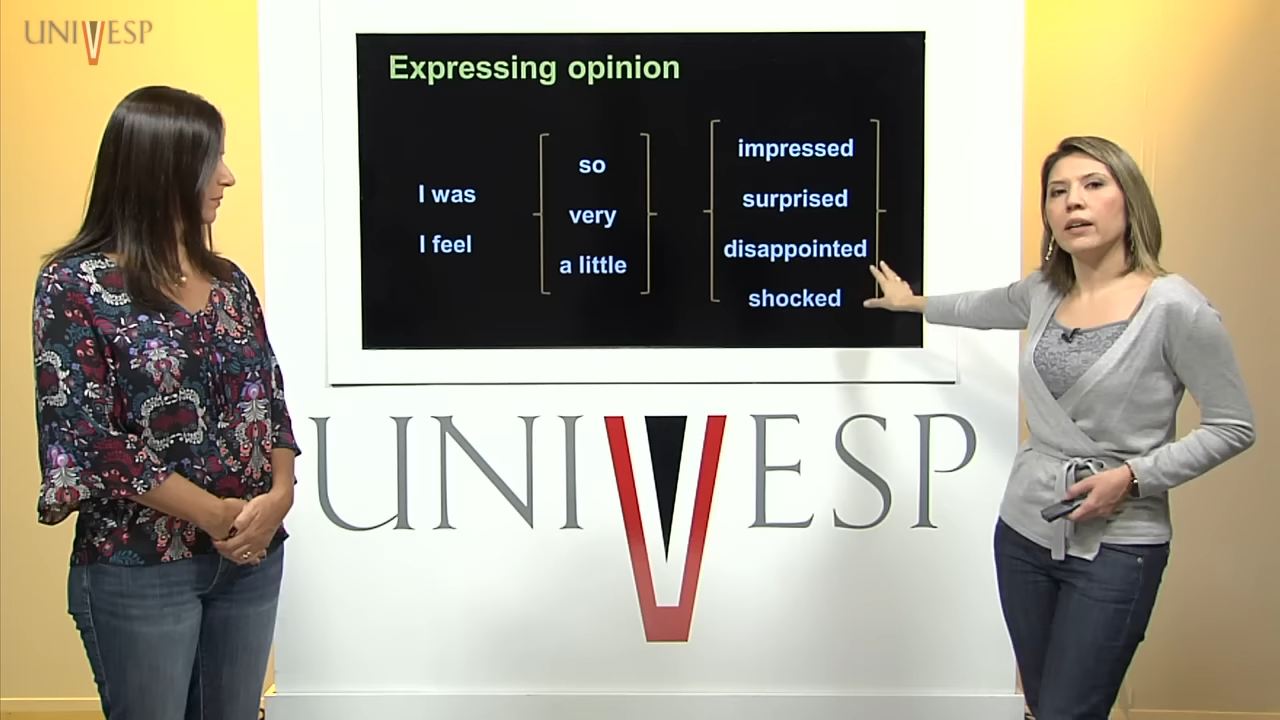 UNIVESP
Expressing opinion
I was
I feel
so
very
a little
impressed
surprised
disappointed
shocked
UNIVESP